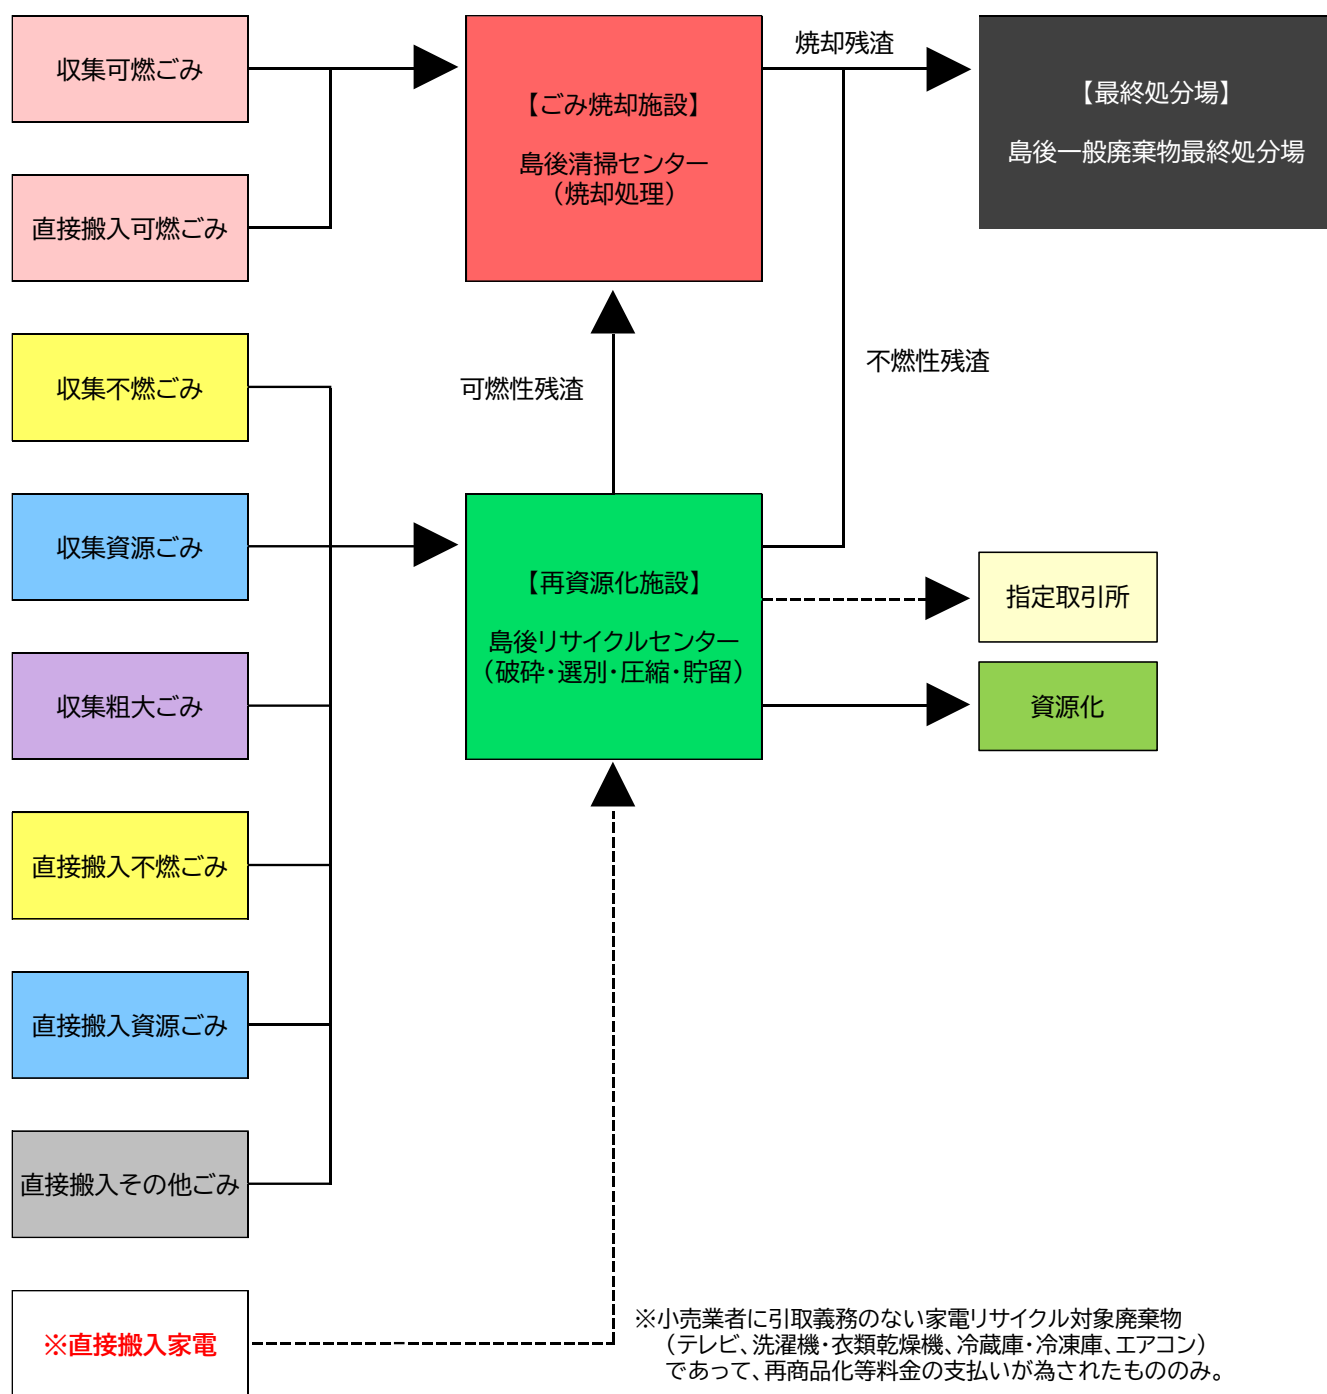 収集可燃ごみ
直接搬入可燃ごみ
収集不燃ごみ
収集資源ごみ
収集粗大ごみ
直接搬入不燃ごみ
直接搬入資源ごみ
直接搬入その他ごみ
※直接搬入家電
【ごみ焼却施設】
島後清掃センター
（焼却処理）
可燃性残渣
【再資源化施設】
島後リサイクルセンター
（破砕・選別・圧縮・貯留）
焼却残渣
不燃性残渣
【最終処分場】
島後一般廃棄物最終処分場
指定取引所
資源化
※小売業者に引取義務のない家電リサイクル対象廃棄物
（テレビ、洗濯機・衣類乾燥機、冷蔵庫・冷凍庫、エアコン）
であって、再商品化等料金の支払いが為されたもののみ。